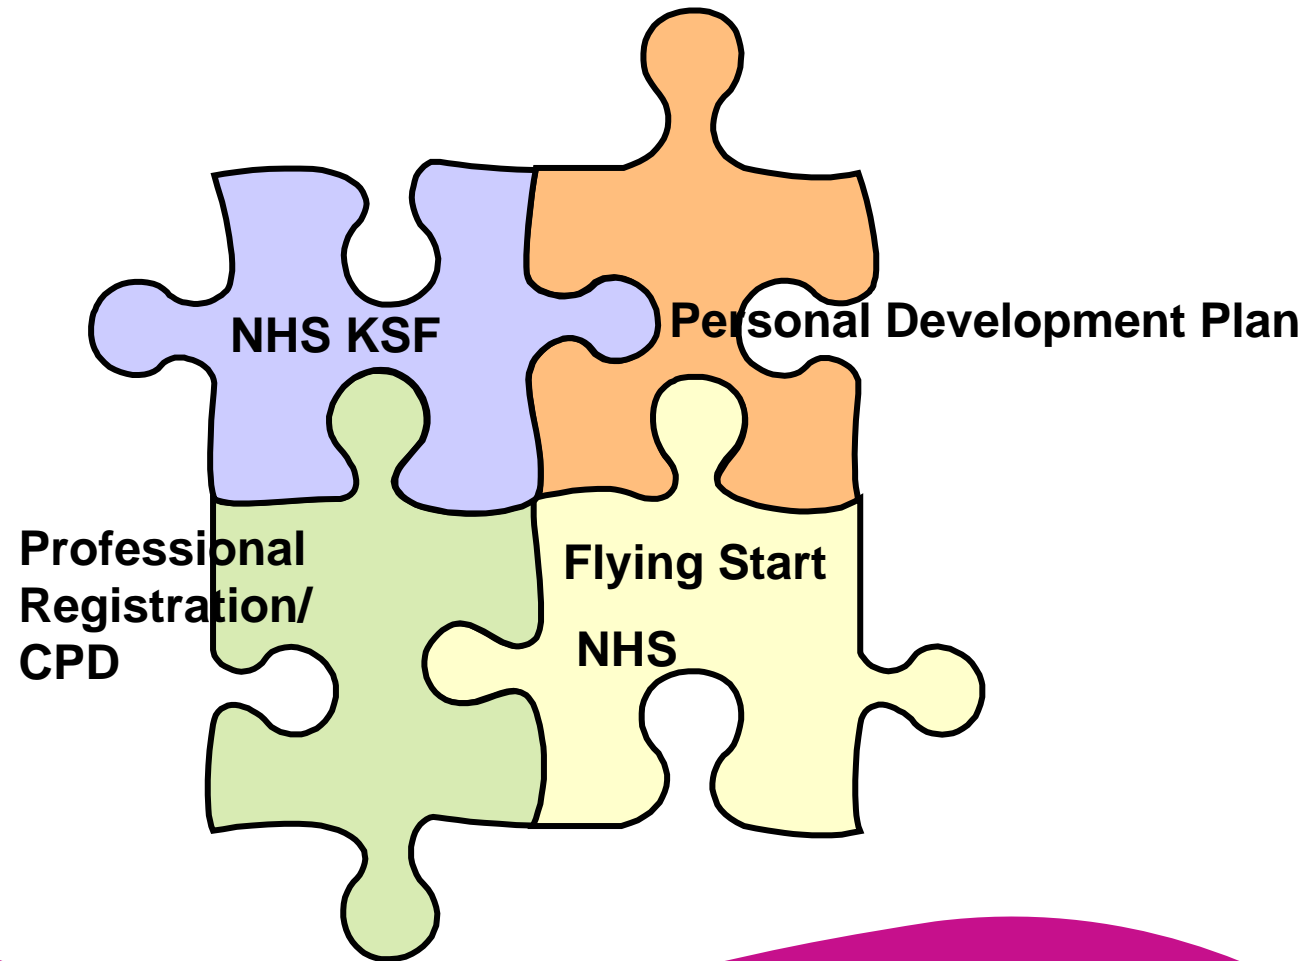 NHS KSF
Personal Development Plan
Professional
Registration/
CPD
Flying Start
NHS